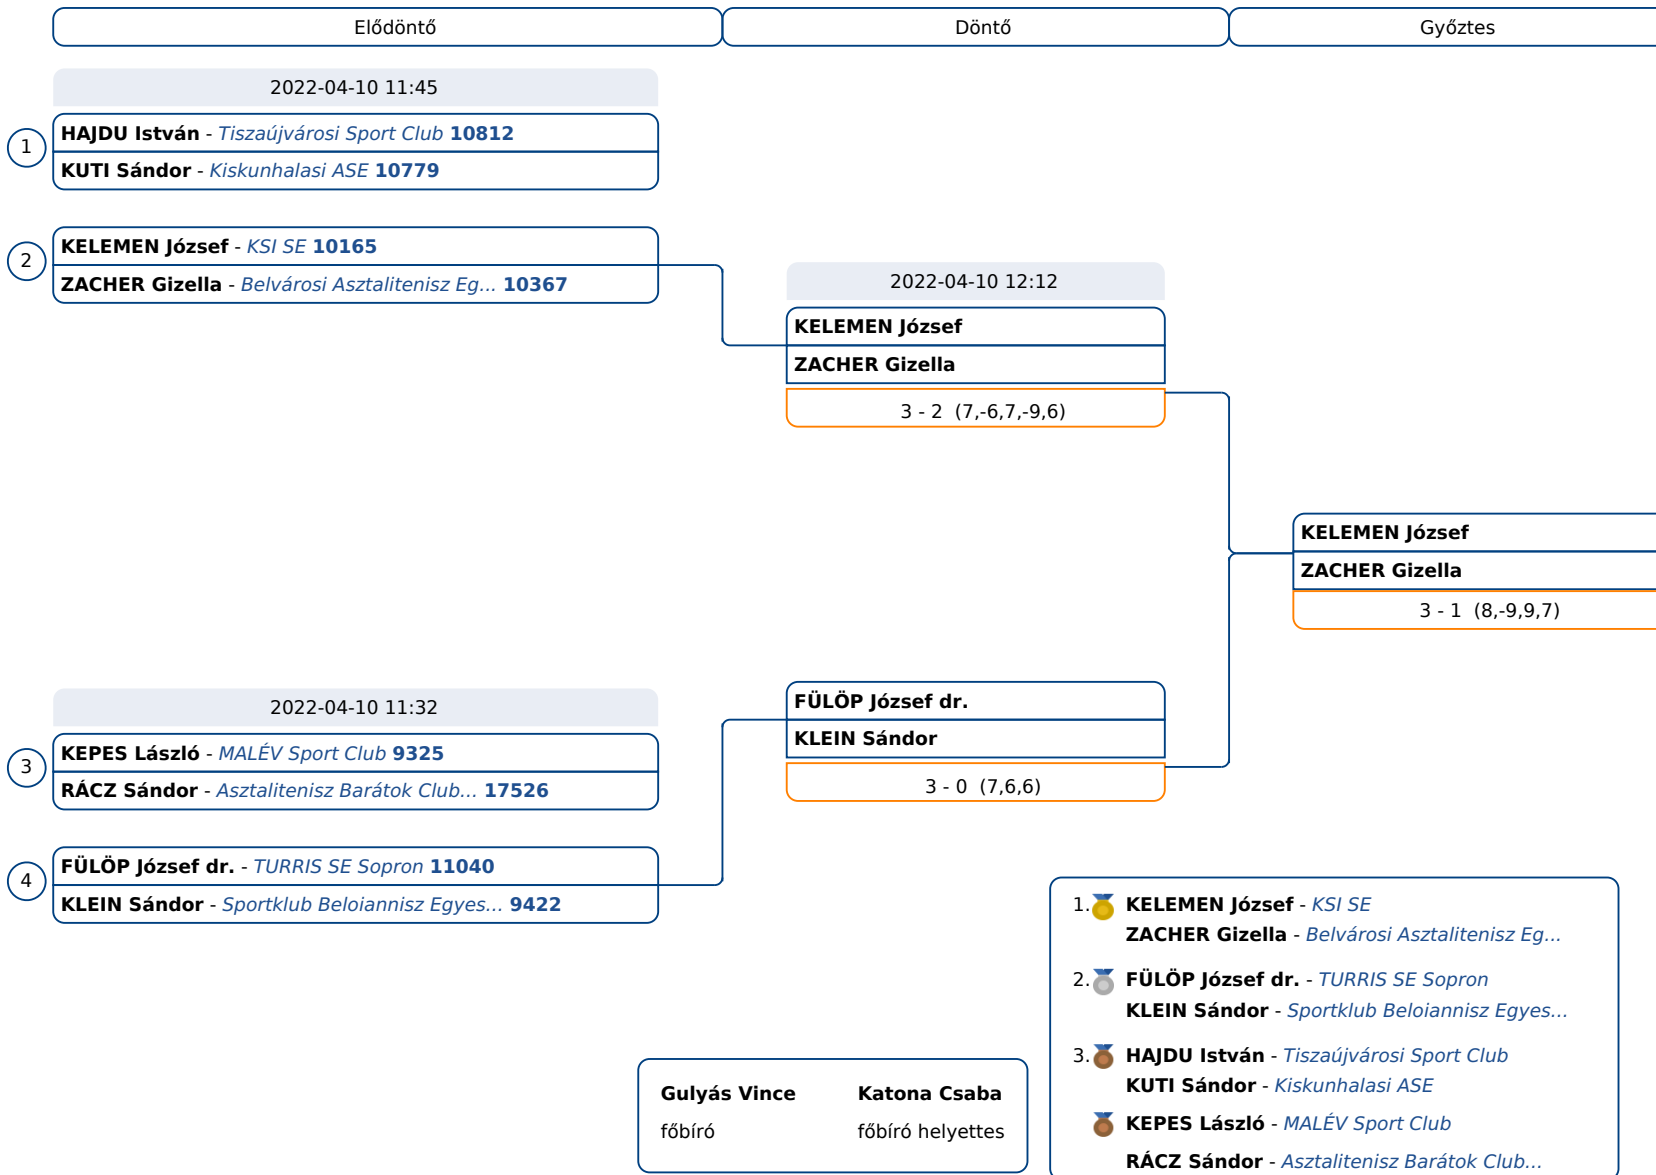 Elődöntő
Döntő
Győztes
2022-04-10 11:45
1
HAJDU István - Tiszaújvárosi Sport Club 10812
KUTI Sándor - Kiskunhalasi ASE 10779
2
KELEMEN József - KSI SE 10165
ZACHER Gizella - Belvárosi Asztalitenisz Eg... 10367
2022-04-10 12:12
KELEMEN József
ZACHER Gizella
3 - 2 (7,-6,7,-9,6)
KELEMEN József
ZACHER Gizella
3 - 1 (8,-9,9,7)
2022-04-10 11:32
3
KEPES László - MALÉV Sport Club 9325
RÁCZ Sándor - Asztalitenisz Barátok Club... 17526
FÜLÖP József dr.
KLEIN Sándor
3 - 0 (7,6,6)
4
FÜLÖP József dr. - TURRIS SE Sopron 11040
KLEIN Sándor - Sportklub Beloiannisz Egyes... 9422
1. KELEMEN József - KSI SE
ZACHER Gizella - Belvárosi Asztalitenisz Eg...
2. FÜLÖP József dr. - TURRIS SE Sopron
KLEIN Sándor - Sportklub Beloiannisz Egyes...
3. HAJDU István - Tiszaújvárosi Sport Club
KUTI Sándor - Kiskunhalasi ASE
KEPES László - MALÉV Sport Club
RÁCZ Sándor - Asztalitenisz Barátok Club...
Gulyás Vince Katona Csaba
főbíró főbíró helyettes